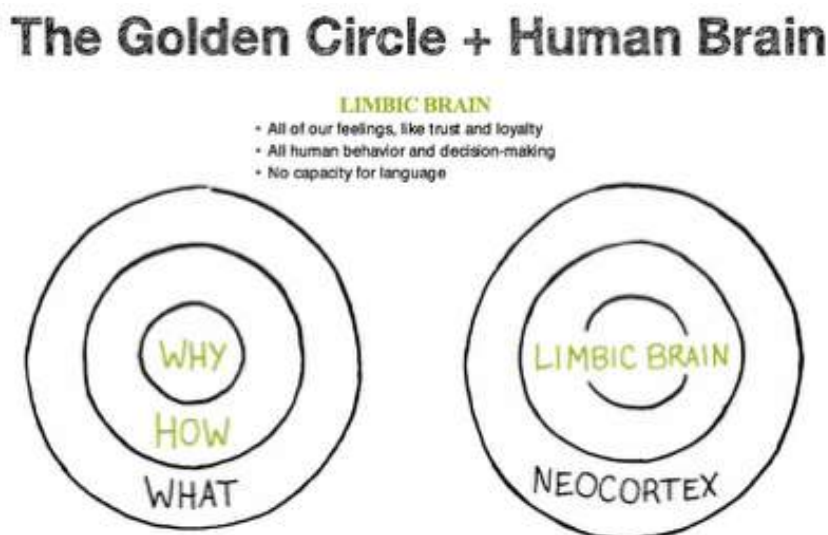 The Golden Circle + Human Brain
LIMBIC BRAIN
• All of our feelings, like trust and loyalty
• All human behavior and decision-making
• No capacity for language
WHY
HOW
WHAT
LIMBIC BRAIN
NEOCORTEX